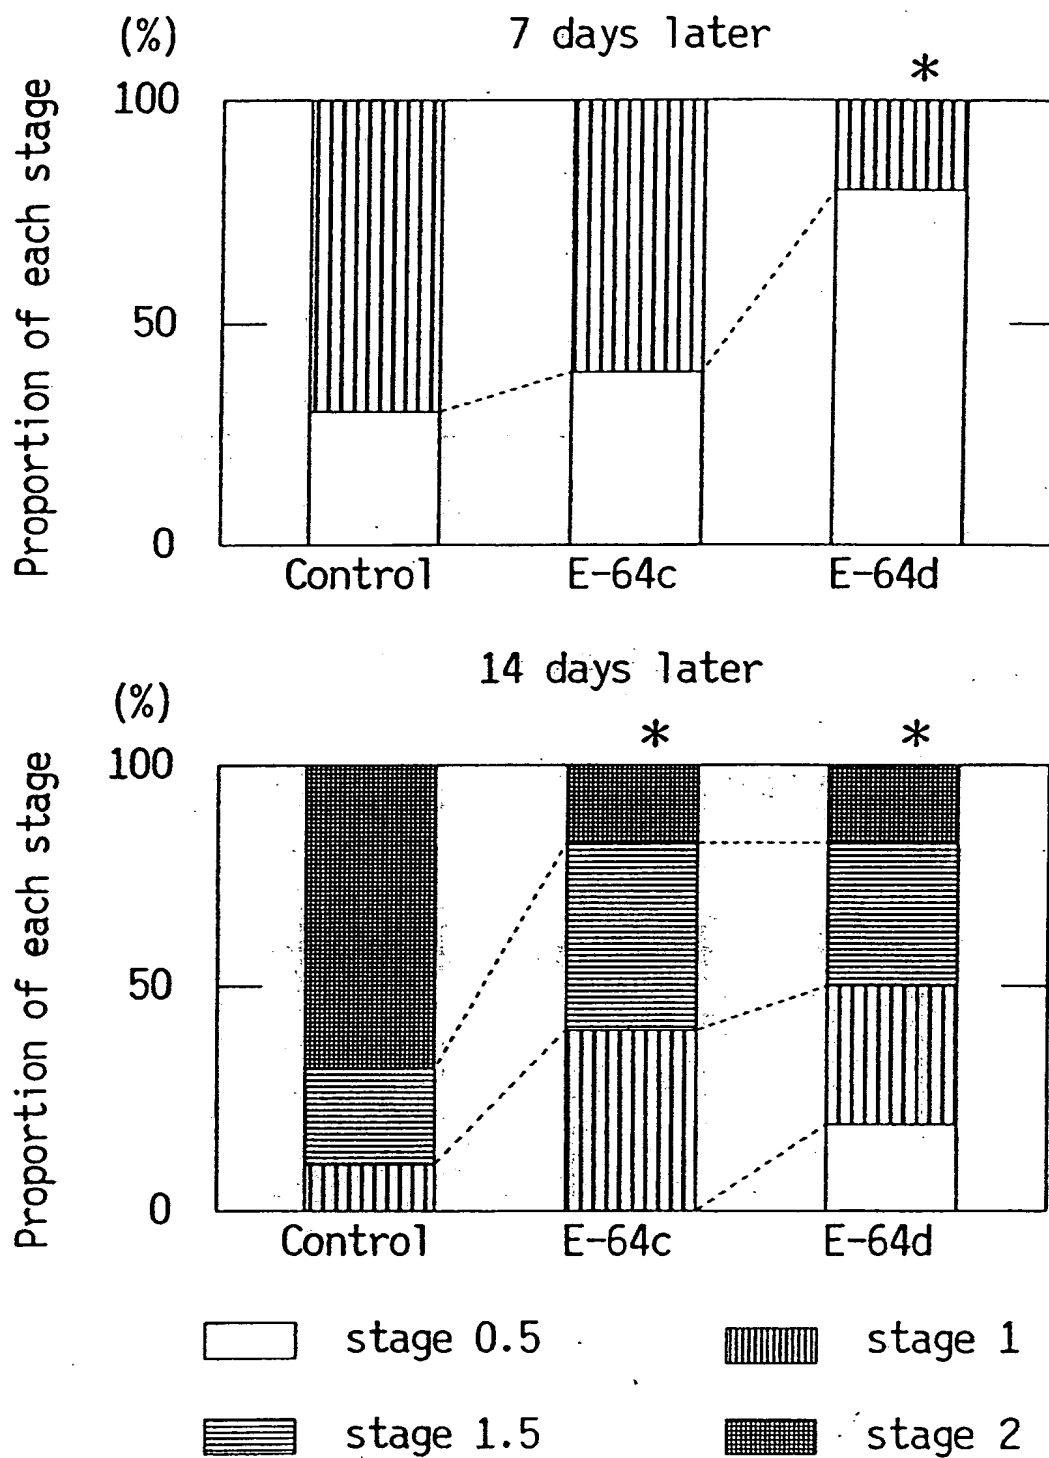 (%)
7 days later
*
Proportion of each stage
100
50
0
Control E-64c E-64d
14 days later
(%)
* *
Proportion of each stage
100
50
0
Control E-64c E-64d
stage 0.5 stage 1
stage 1.5 stage 2